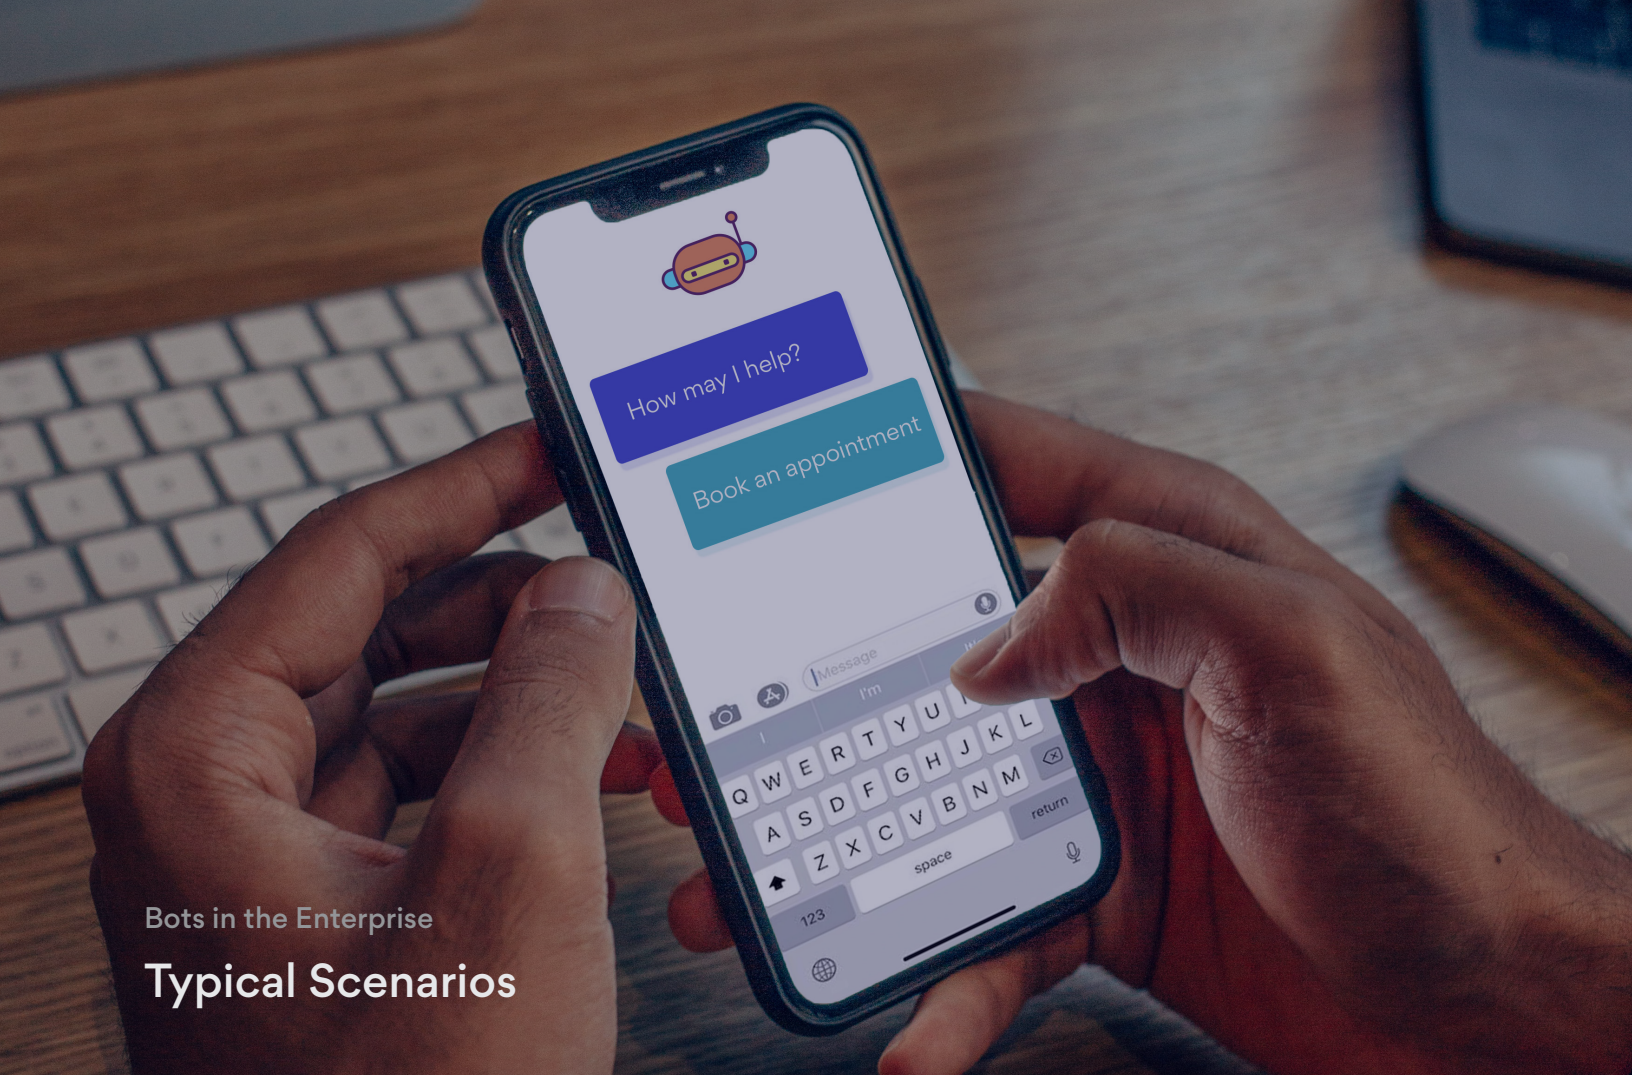 How may I help?
Book an appointment
Message
I
I'm
Q W E R T Y U
A S D F G H J K L
Z X C V B N M
123 space return
Bots in the Enterprise
Typical Scenarios